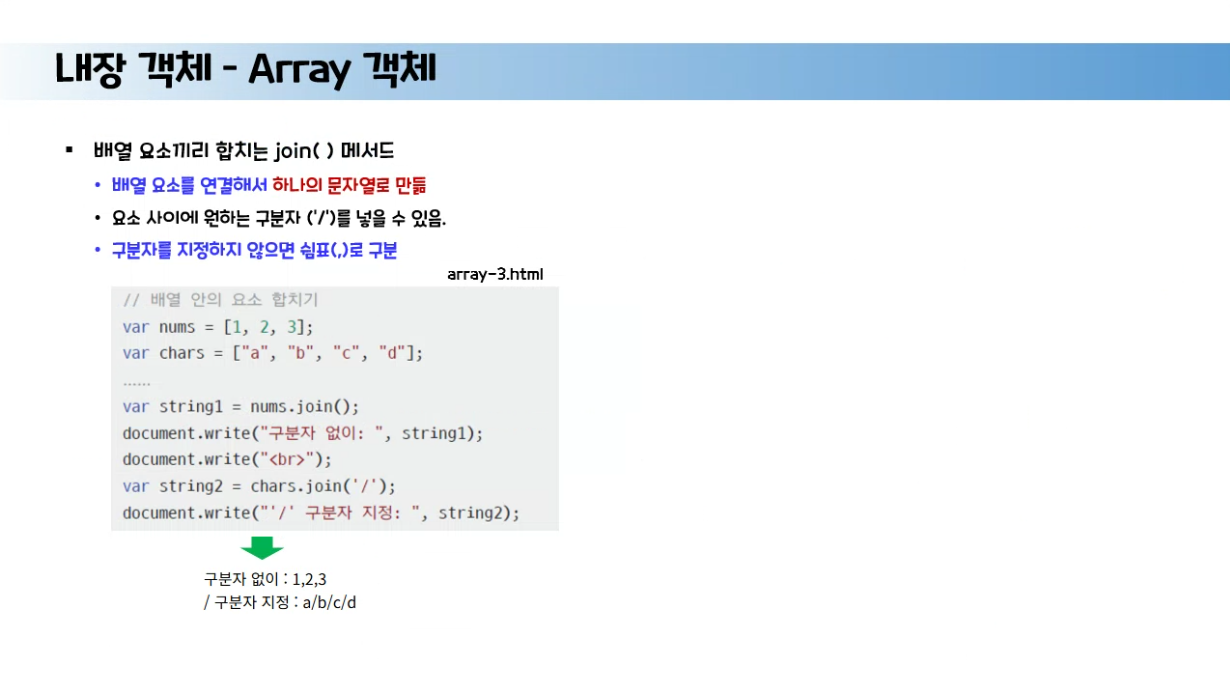 내장 객체 - Array 객체
▪ 배열 요소끼리 합치는 join( ) 메서드
• 배열 요소를 연결해서 하나의 문자열로 만듦
• 요소 사이에 원하는 구분자 ('/')를 넣을 수 있음.
• 구분자를 지정하지 않으면 쉼표(,)로 구분
array-3.html
// 배열 안의 요소 합치기
var nums = [1, 2, 3];
var chars = ["a", "b", "c", "d"];
......
var string1 = nums.join();
document.write("구분자 없이: ", string1);
document.write("<br>");
var string2 = chars.join('/');
document.write("'/' 구분자 지정: ", string2);
구분자 없이 : 1,2,3
/ 구분자 지정 : a/b/c/d